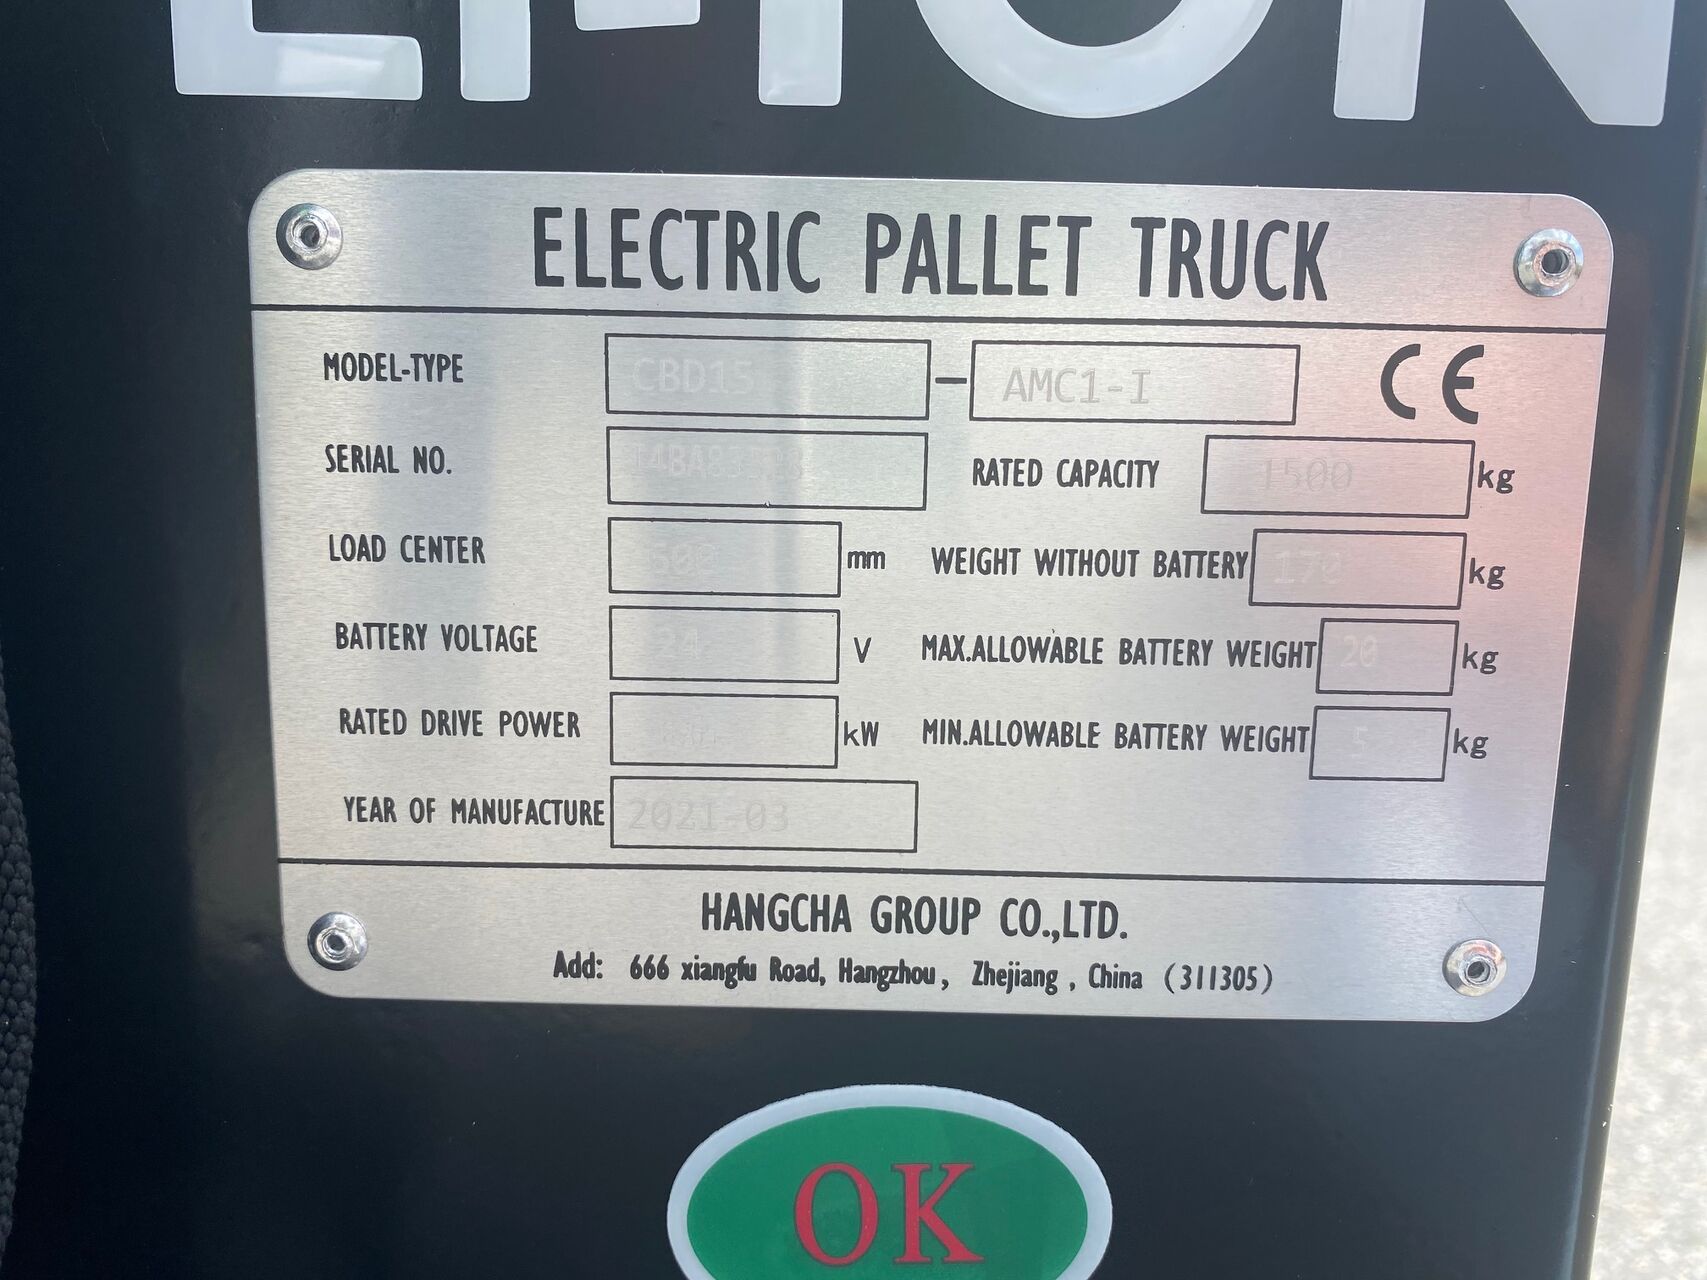 ELECTRIC PALLET TRUCK
MODEL-TYPE CBD15 - AMC1-I CE
SERIAL NO. RATED CAPACITY 1500 kg
LOAD CENTER mm WEIGHT WITHOUT BATTERY 170 kg
BATTERY VOLTAGE 24 V MAX.ALLOWABLE BATTERY WEIGHT 20 kg
RATED DRIVE POWER kW MIN.ALLOWABLE BATTERY WEIGHT 5 kg
YEAR OF MANUFACTURE 2021-03
HANGCHA GROUP CO.,LTD.
Add: 666 xiangfu Road, Hangzhou, Zhejiang, China (311305)
OK